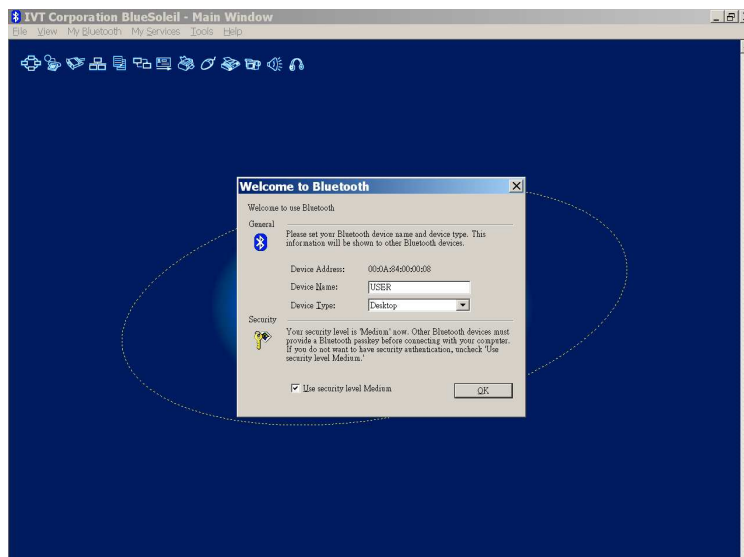 IVT Corporation BlueSoleil - Main Window
File View My Bluetooth My Services Tools Help
Welcome to Bluetooth
Welcome to use Bluetooth
General
Please set your Bluetooth device name and device type. This
information will be shown to other Bluetooth devices.
Device Address: 00:0A:84:00:00:08
Device Name: USER
Device Type: Desktop
Security
Your security level is 'Medium' now. Other Bluetooth devices must
provide a Bluetooth passkey before connecting with your computer.
If you do not want to have security authentication, uncheck 'Use
security level Medium.'
Use security level Medium
OK